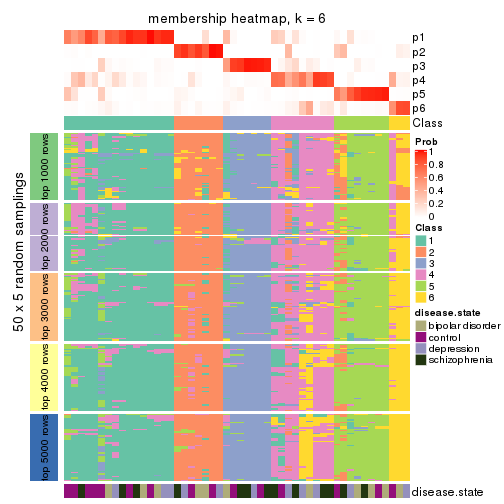 membership heatmap, k = 6
p1
p2
p3
p4
p5
p6
Class
50 x 5 random samplings
top 1000 rows
top 2000 rows
top 3000 rows
top 4000 rows
top 5000 rows
Prob
1
0.8
0.6
0.4
0.2
0
Class
1
2
3
4
5
6
disease.state
bipolar disorder
control
depression
schizophrenia
disease.state